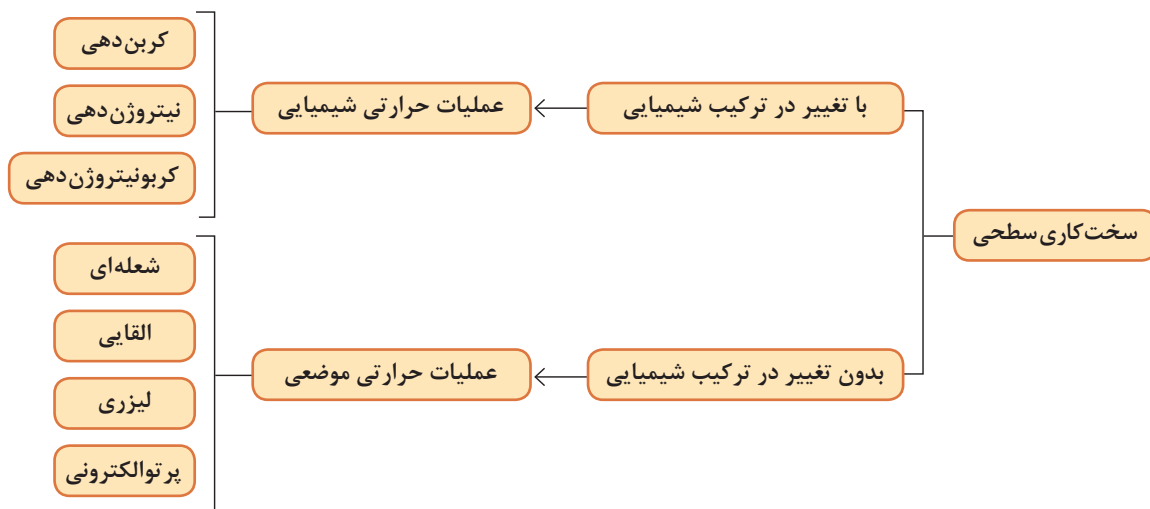 سخت‌کاری سطحی
با تغییر در ترکیب شیمیایی
عملیات حرارتی شیمیایی
کربن‌دهی
نیتروژن‌دهی
کربونیتروژن‌دهی
بدون تغییر در ترکیب شیمیایی
عملیات حرارتی موضعی
شعله‌ای
القایی
لیزری
پرتوالکترونی